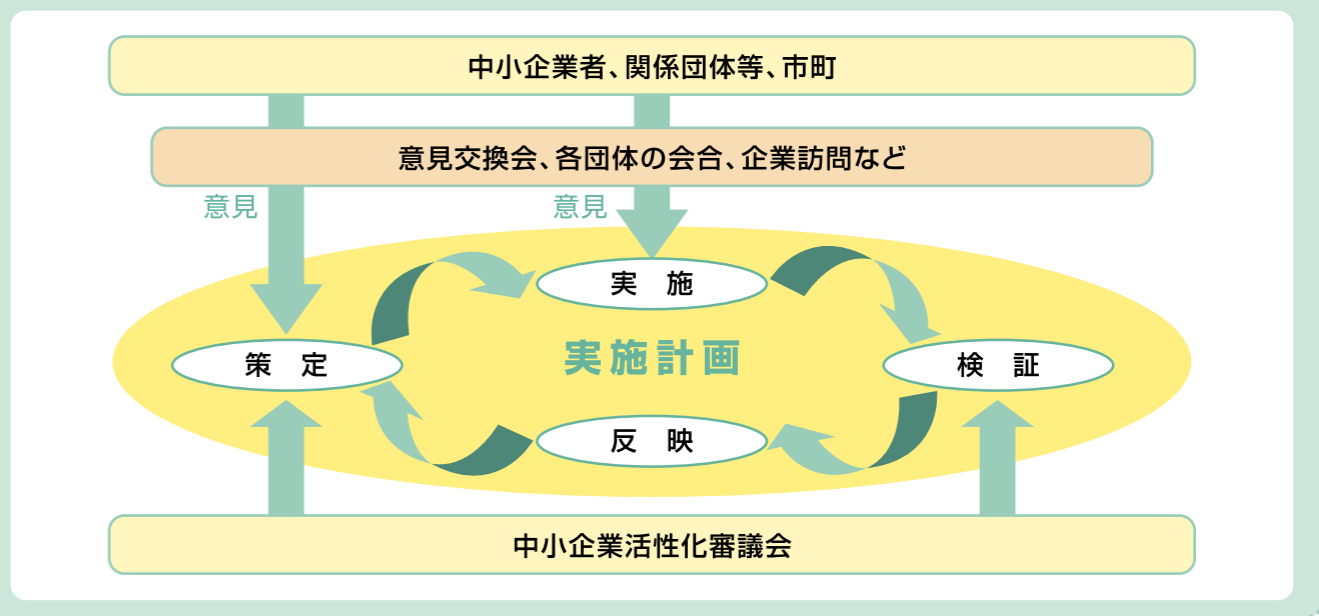 中小企業者、関係団体等、市町
意見交換会、各団体の会合、企業訪問など
意見
意見
実　施
策　定
実施計画
検　証
反　映
中小企業活性化審議会